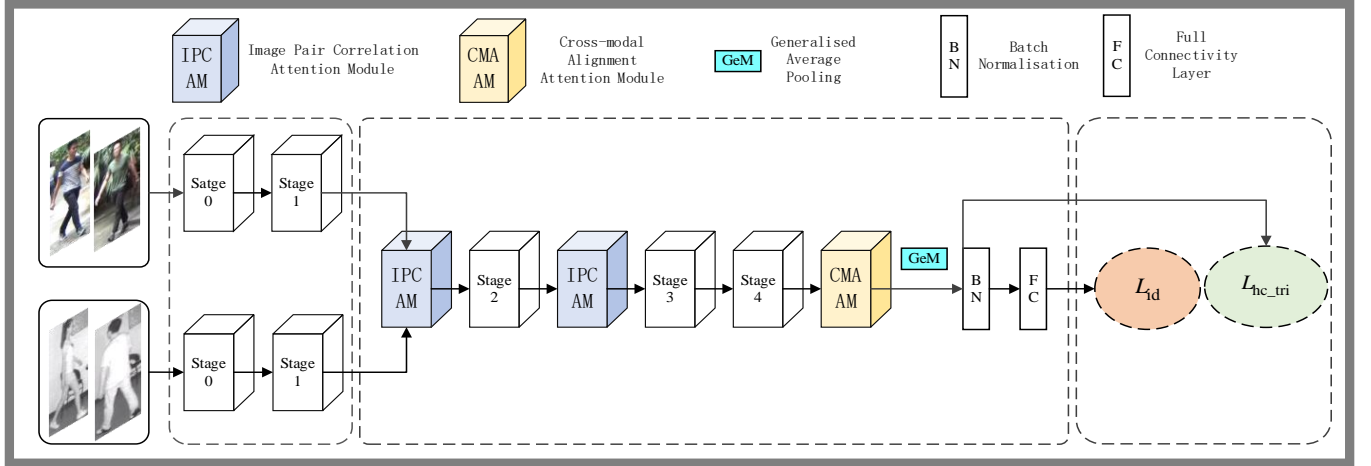 IPC
AM
Image Pair Correlation
Attention Module
CMA
AM
Cross-modal
Alignment
Attention Module
GeM
Generalised
Average
Pooling
B
N
Batch
Normalisation
F
C
Full
Connectivity
Layer
Satge
0
Stage
1
IPC
AM
Stage
2
IPC
AM
Stage
3
Stage
4
CMA
AM
GeM
B
N
F
C
Lid
Lhc_tri
Stage
0
Stage
1